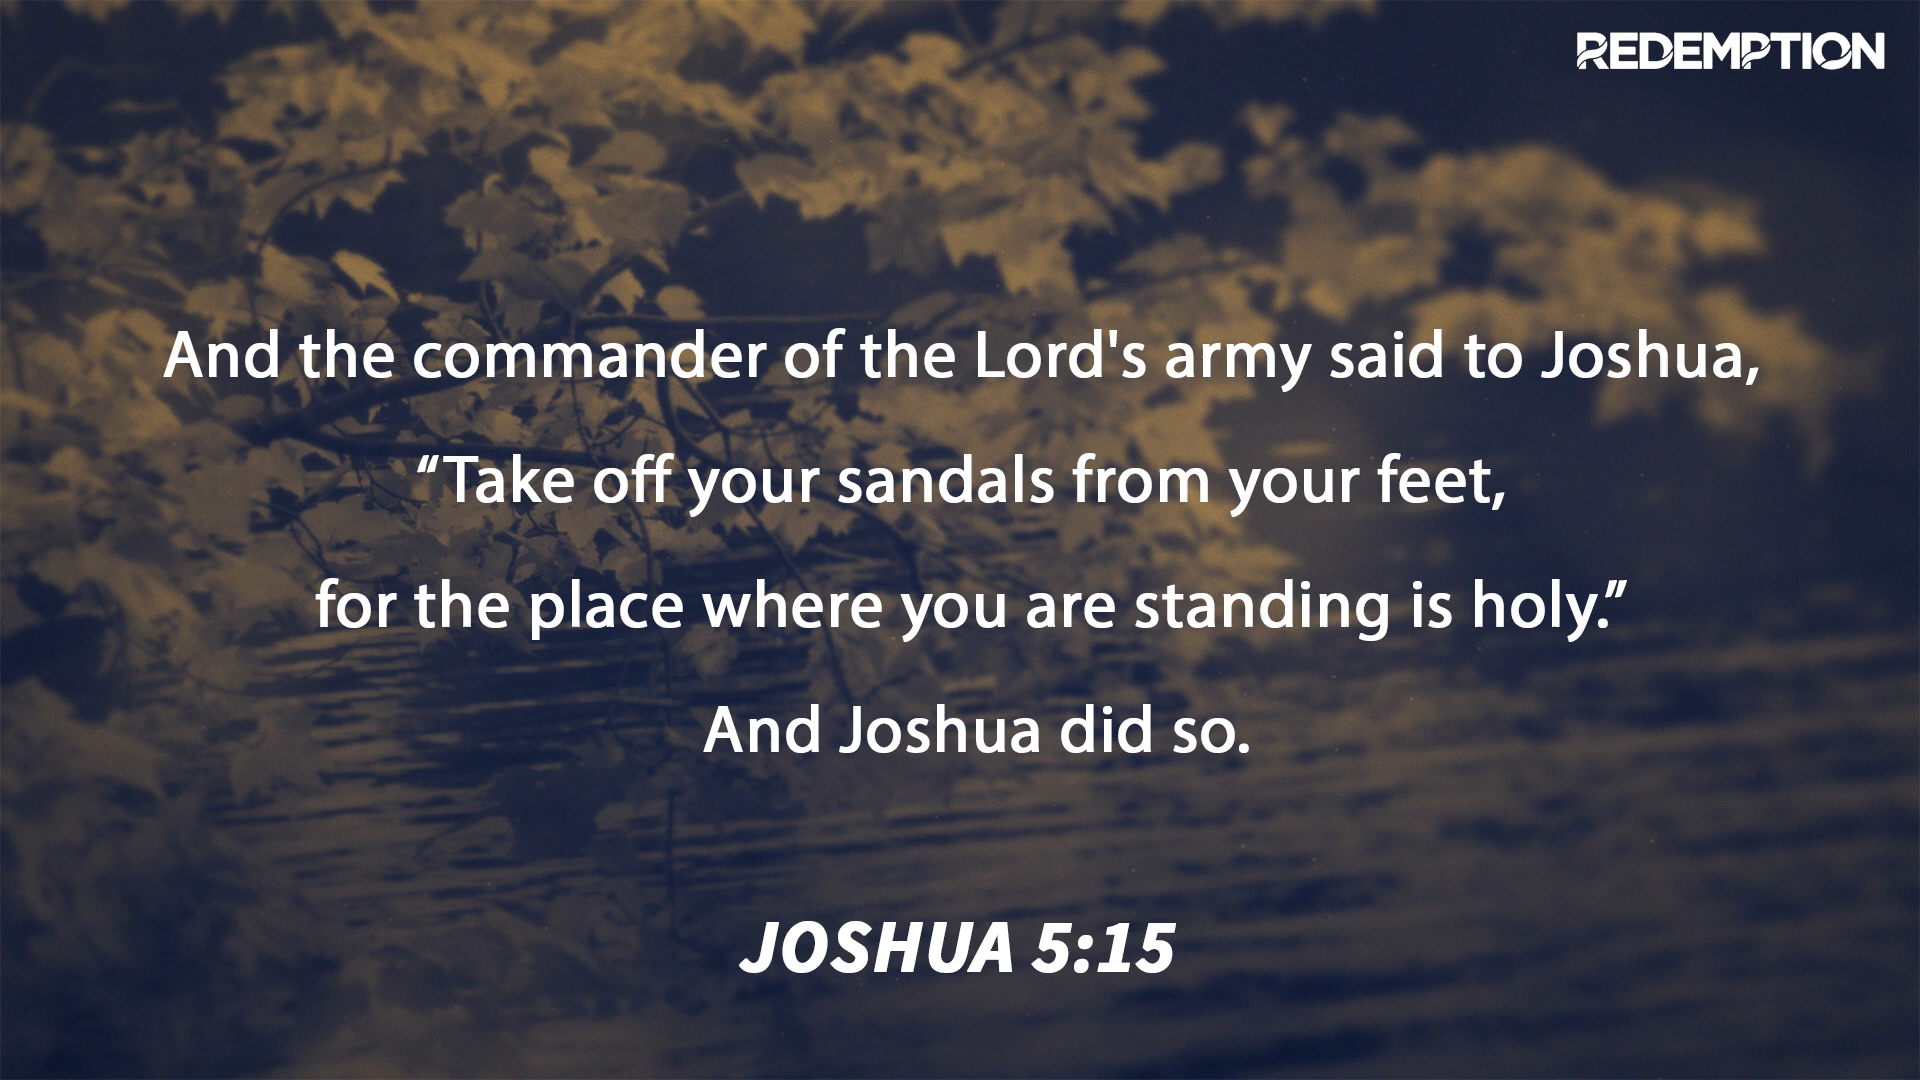 REDEMPTION
And the commander of the Lord's army said to Joshua,
“Take off your sandals from your feet,
for the place where you are standing is holy.”
And Joshua did so.
JOSHUA 5:15